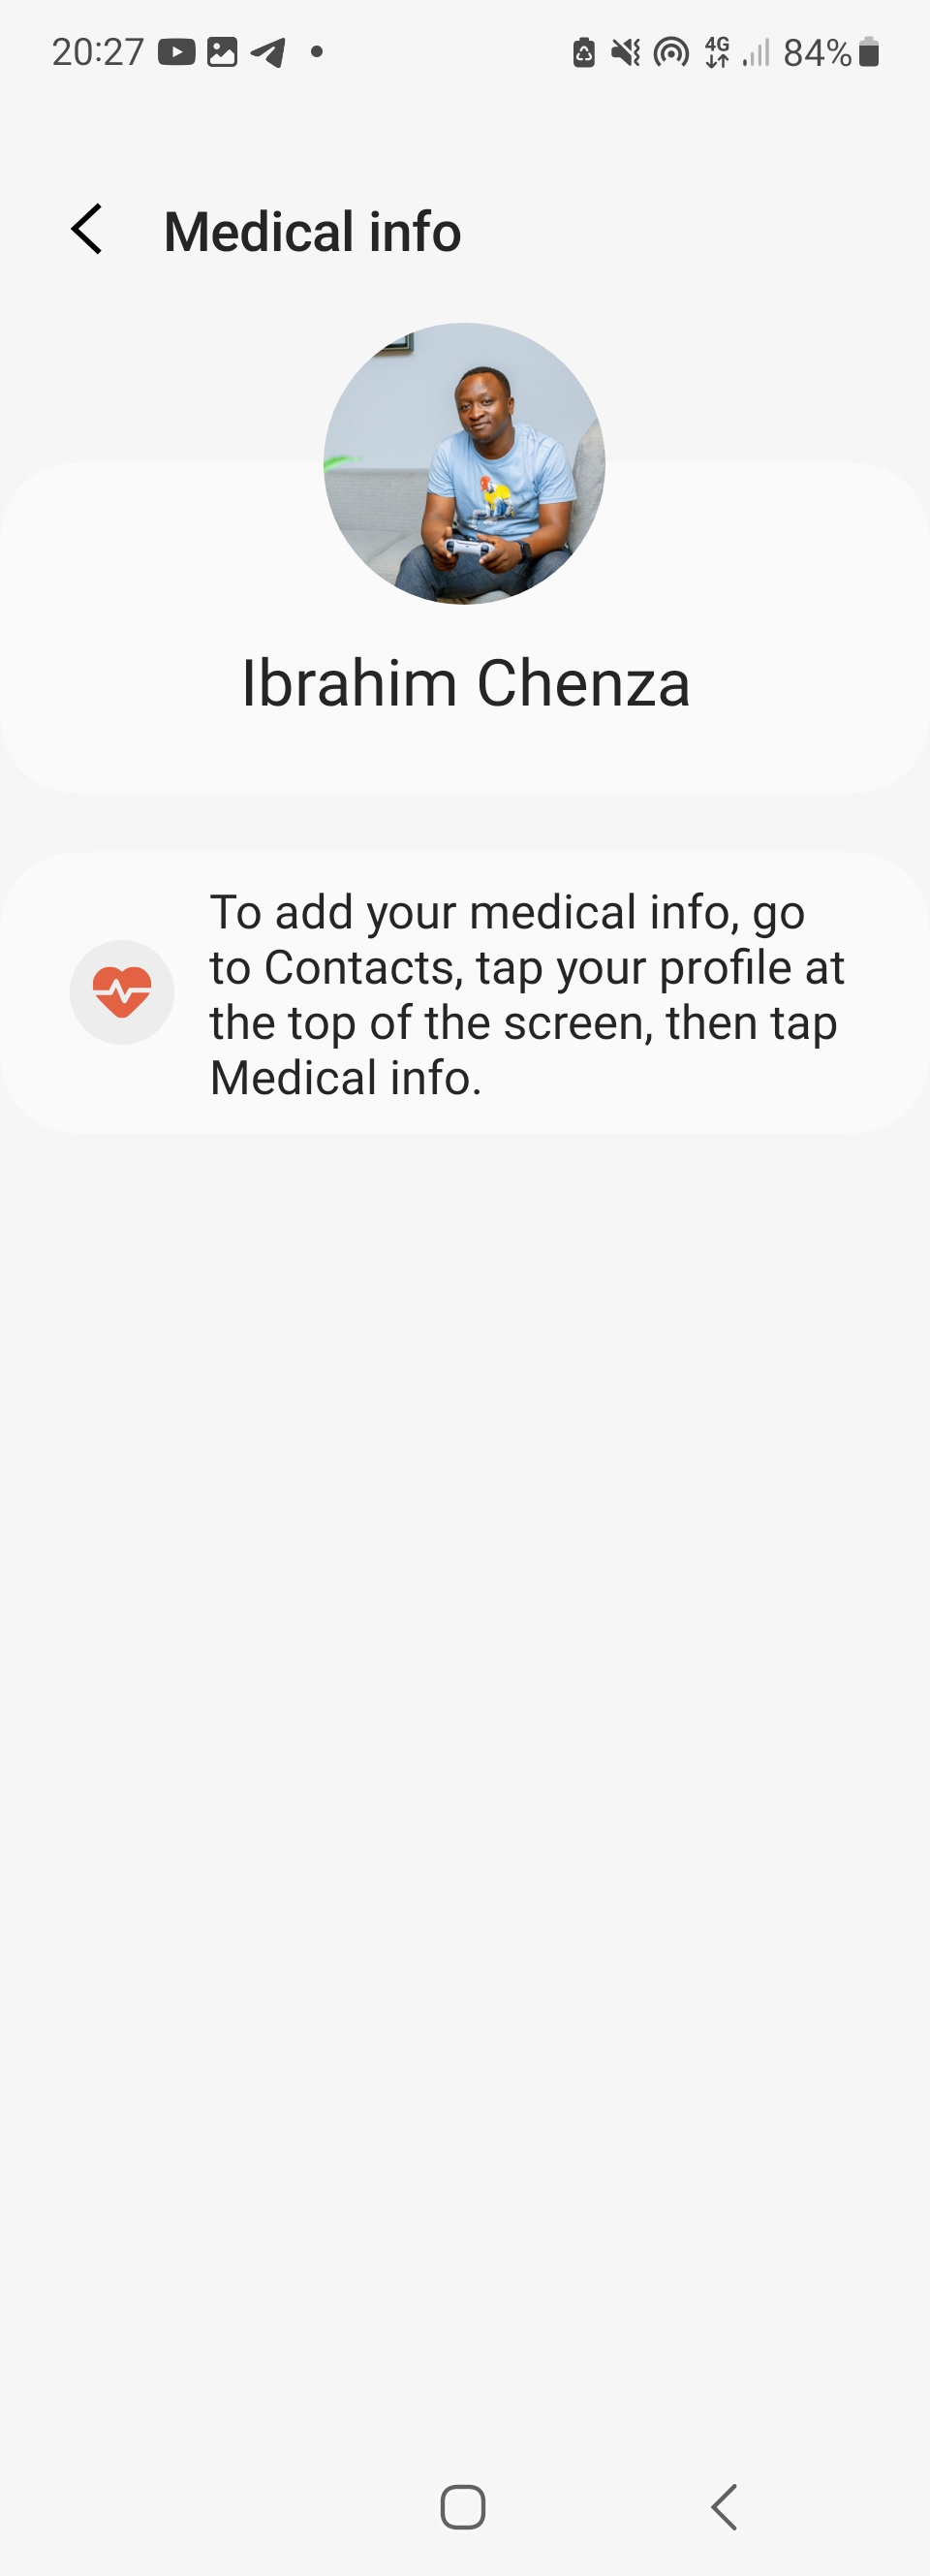 20:27
4G
84%
Medical info
Ibrahim Chenza
To add your medical info, go
to Contacts, tap your profile at
the top of the screen, then tap
Medical info.